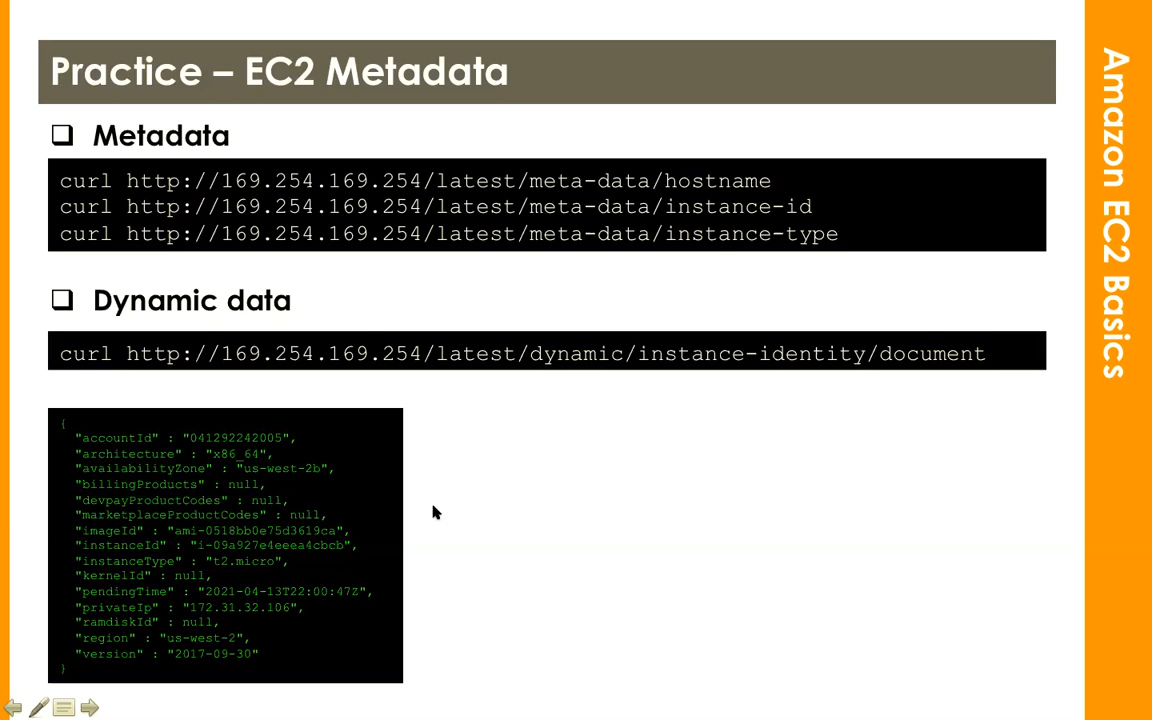 Practice – EC2 Metadata
Metadata
curl http://169.254.169.254/latest/meta-data/hostname
curl http://169.254.169.254/latest/meta-data/instance-id
curl http://169.254.169.254/latest/meta-data/instance-type
Dynamic data
curl http://169.254.169.254/latest/dynamic/instance-identity/document
{
"accountId" : "041292242005",
"architecture" : "x86_64",
"availabilityZone" : "us-west-2b",
"billingProducts" : null,
"devpayProductCodes" : null,
"marketplaceProductCodes" : null,
"imageId" : "ami-0518bb0e75d3619ca",
"instanceId" : "i-09a927e4eeea4cbcb",
"instanceType" : "t2.micro",
"kernelId" : null,
"pendingTime" : "2021-04-13T22:00:47Z",
"privateIp" : "172.31.32.106",
"ramdiskId" : null,
"region" : "us-west-2",
"version" : "2017-09-30"
}
Amazon EC2 Basics